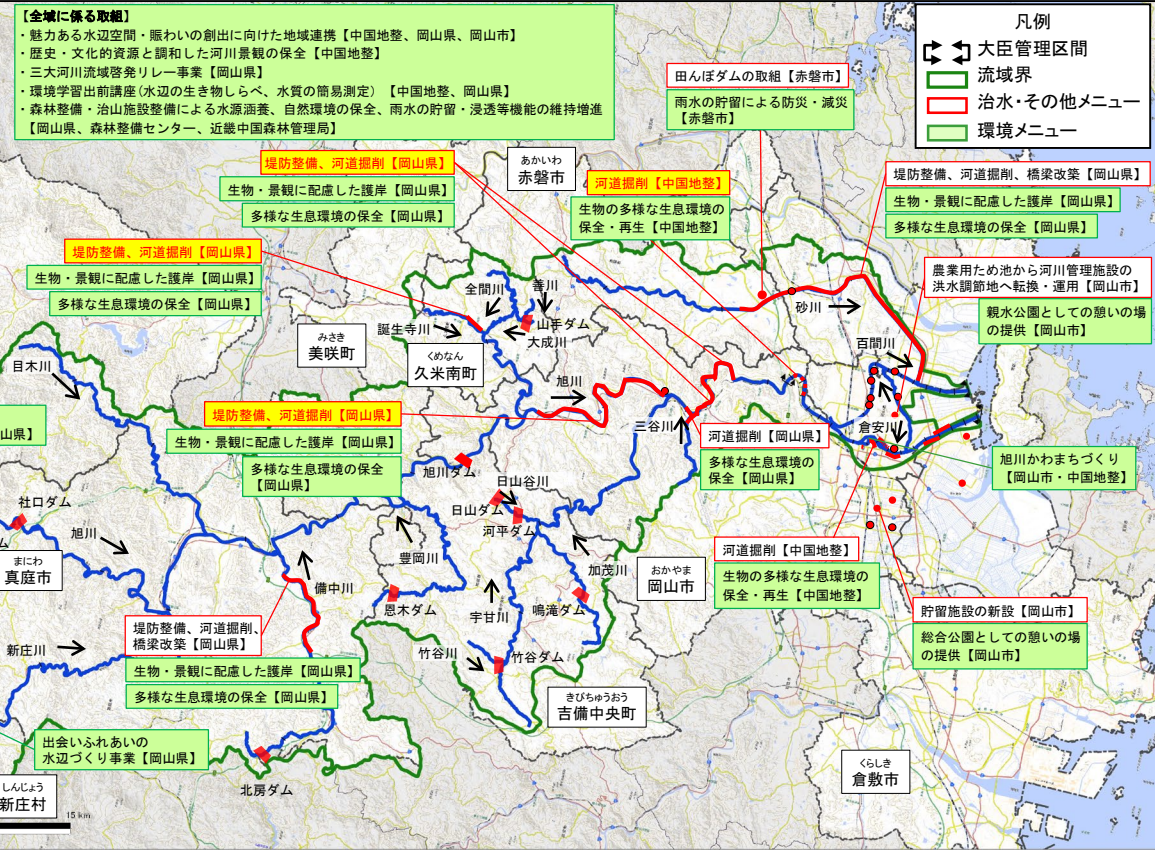 【全域に係る取組】
・魅力ある水辺空間・賑わいの創出に向けた地域連携【中国地整、岡山県、岡山市】
・歴史・文化的資源と調和した河川景観の保全【中国地整】
・三大河川流域啓発リレー事業【岡山県】
・環境学習出前講座(水辺の生き物しらべ、水質の簡易測定)【中国地整、岡山県】
・森林整備・治山施設整備による水源涵養、自然環境の保全、雨水の貯留・浸透等機能の維持増進
【岡山県、森林整備センター、近畿中国森林管理局】
凡例
大臣管理区間
流域界
治水・その他メニュー
環境メニュー
田んぼダムの取組【赤磐市】
雨水の貯留による防災・減災
【赤磐市】
堤防整備、河道掘削【岡山県】
生物・景観に配慮した護岸【岡山県】
多様な生息環境の保全【岡山県】
あかいわ
赤磐市
河道掘削【中国地整】
生物の多様な生息環境の
保全・再生【中国地整】
堤防整備、河道掘削、橋梁改築【岡山県】
生物・景観に配慮した護岸【岡山県】
多様な生息環境の保全【岡山県】
堤防整備、河道掘削【岡山県】
生物・景観に配慮した護岸【岡山県】
多様な生息環境の保全【岡山県】
農業用ため池から河川管理施設の
洪水調節地へ転換・運用【岡山市】
親水公園としての憩いの場
の提供【岡山市】
全間川
善川
誕生寺川
山手ダム
大成川
砂川
百間川
みさき
美咲町
くめなん
久米南町
目木川
旭川
堤防整備、河道掘削【岡山県】
生物・景観に配慮した護岸【岡山県】
多様な生息環境の保全
【岡山県】
山県】
三谷川
倉安川
河道掘削【岡山県】
多様な生息環境の
保全【岡山県】
旭川かわまちづくり
【岡山市・中国地整】
旭川ダム
日山谷川
日山ダム
河平ダム
社口ダム
旭川
ム
まにわ
真庭市
豊岡川
備中川
恩木ダム
宇甘川
加茂川
鳴滝ダム
おかやま
岡山市
河道掘削【中国地整】
生物の多様な生息環境の
保全・再生【中国地整】
貯留施設の新設【岡山市】
総合公園としての憩いの場
の提供【岡山市】
堤防整備、河道掘削、
橋梁改築【岡山県】
生物・景観に配慮した護岸【岡山県】
多様な生息環境の保全【岡山県】
新庄川
竹谷川
竹谷ダム
きびちゅうおう
吉備中央町
出会いふれあいの
水辺づくり事業【岡山県】
くらしき
倉敷市
しんじょう
新庄村
北房ダム
15 km